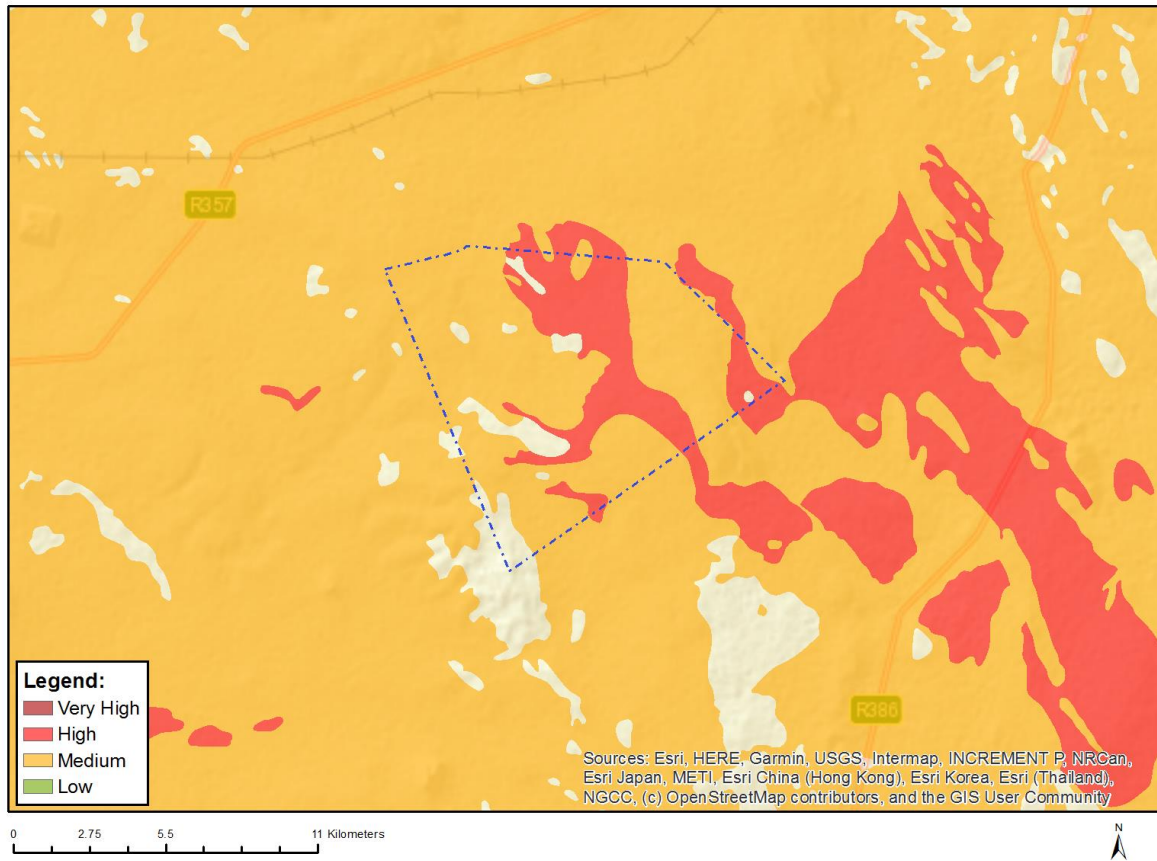 R357
R386
Legend:
Very High
High
Medium
Low
Sources: Esri, HERE, Garmin, USGS, Intermap, INCREMENT P, NRCan,
Esri Japan, METI, Esri China (Hong Kong), Esri Korea, Esri (Thailand),
NGCC, (c) OpenStreetMap contributors, and the GIS User Community
0 2.75 5.5 11 Kilometers
N